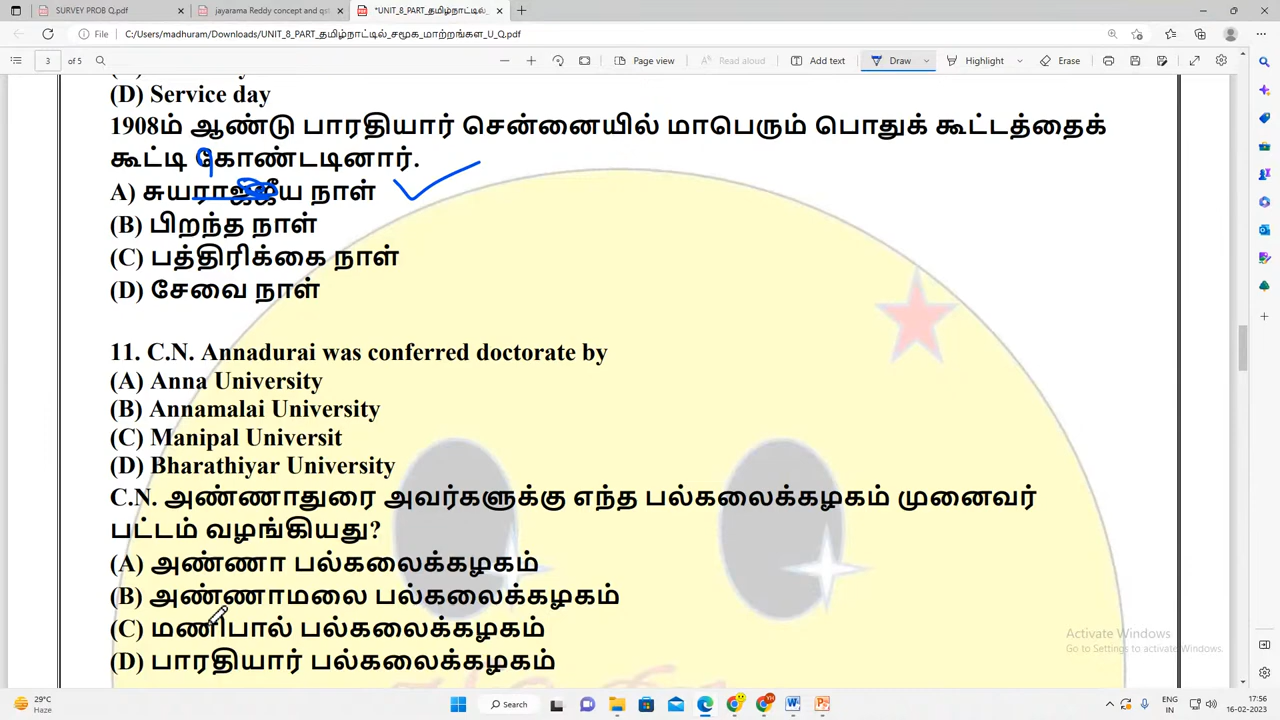 SURVEY PROB Q.pdf
jayarama Reddy concept and qst
*UNIT_8_PART_தமிழ்நாட்டில்_
File
C:/Users/madhuram/Downloads/UNIT_8_PART_தமிழ்நாட்டில்_சமூக_மாற்றங்கள_U_Q.pdf
3 of 5
Page view
Read aloud
Add text
Draw
Highlight
Erase
(D) Service day
1908ம் ஆண்டு பாரதியார் சென்னையில் மாபெரும் பொதுக் கூட்டத்தைக்
கூட்டி கோண்டடினார்.
A) சுயராஜ்ஜீய நாள்
(B) பிறந்த நாள்
(C) பத்திரிக்கை நாள்
(D) சேவை நாள்
11. C.N. Annadurai was conferred doctorate by
(A) Anna University
(B) Annamalai University
(C) Manipal Universit
(D) Bharathiyar University
C.N. அண்ணாதுரை அவர்களுக்கு எந்த பல்கலைக்கழகம் முனைவர்
பட்டம் வழங்கியது?
(A) அண்ணா பல்கலைக்கழகம்
(B) அண்ணாமலை பல்கலைக்கழகம்
(C) மணிபால் பல்கலைக்கழகம்
(D) பாரதியார் பல்கலைக்கழகம்
Activate Windows
Go to Settings to activate Windows.
29°C
Haze
Search
ENG
IN
17:56
16-02-2023